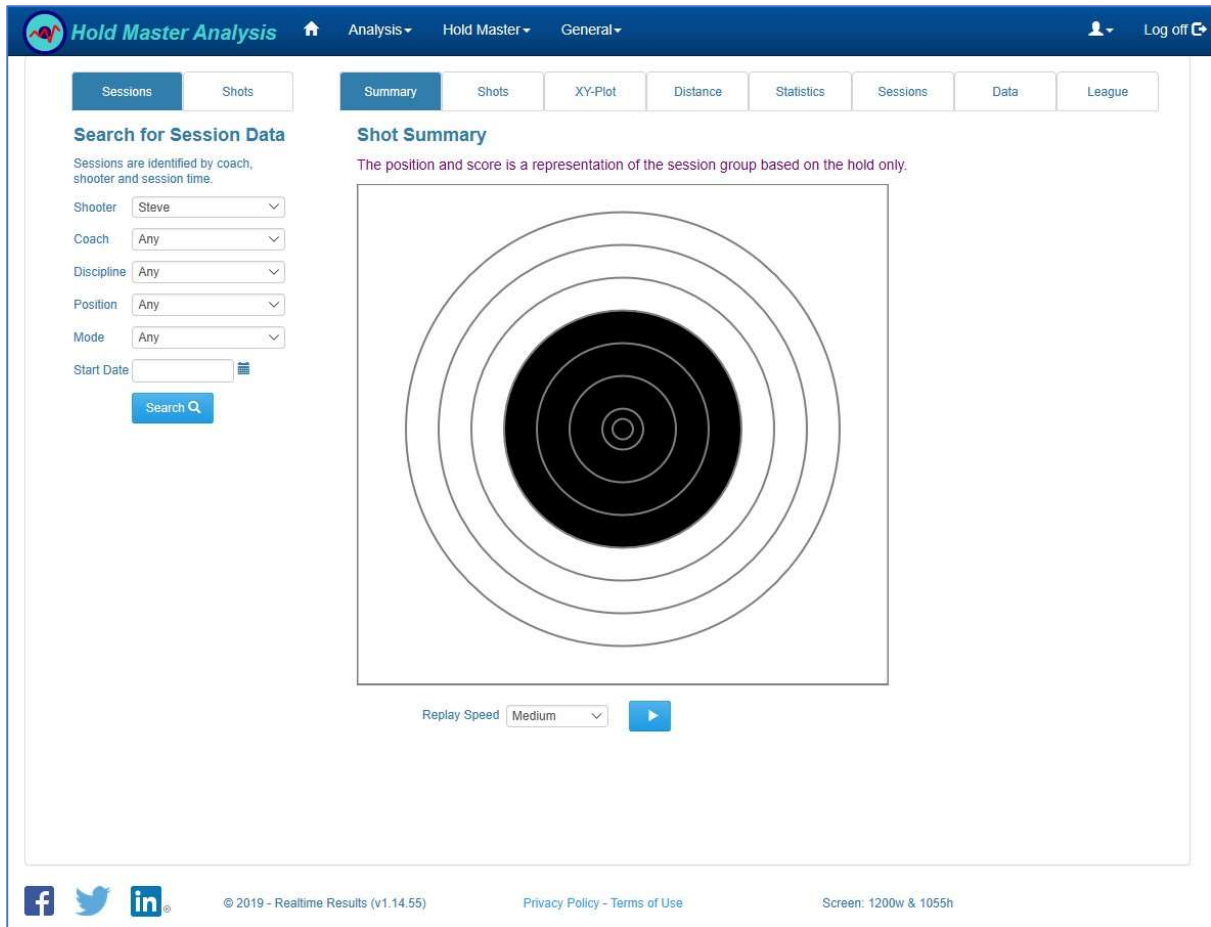 Hold Master Analysis Analysis Hold Master General Log off
Sessions Shots
Summary Shots XY-Plot Distance Statistics Sessions Data League
Search for Session Data
Sessions are identified by coach,
shooter and session time.
Shooter Steve
Coach Any
Discipline Any
Position Any
Mode Any
Start Date
Search
Shot Summary
The position and score is a representation of the session group based on the hold only.
Replay Speed Medium
in ®
© 2019 - Realtime Results (v1.14.55) Privacy Policy - Terms of Use Screen: 1200w & 1055h